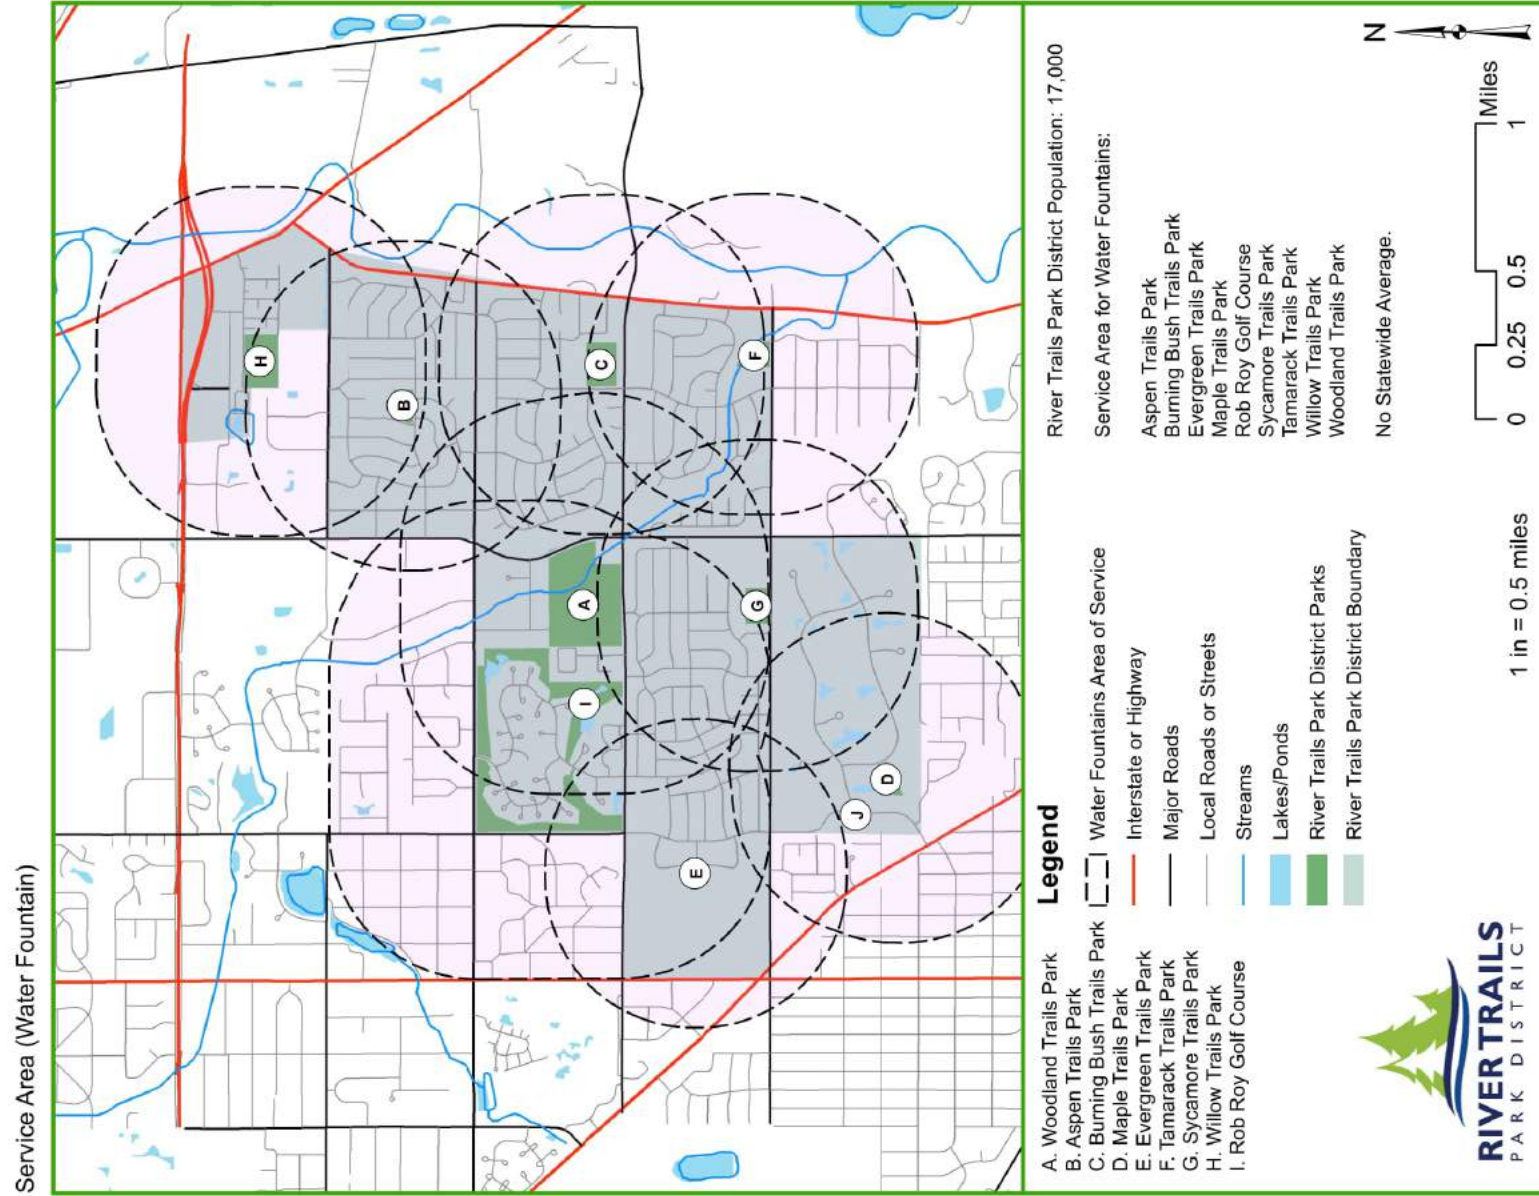 Service Area (Water Fountain)
H
B
C
F
A
G
I
D
J
E
Legend
A. Woodland Trails Park
B. Aspen Trails Park
C. Burning Bush Trails Park
D. Maple Trails Park
E. Evergreen Trails Park
F. Tamarack Trails Park
G. Sycamore Trails Park
H. Willow Trails Park
I. Rob Roy Golf Course
Water Fountains Area of Service
Interstate or Highway
Major Roads
Local Roads or Streets
Streams
Lakes/Ponds
River Trails Park District Parks
River Trails Park District Boundary
River Trails Park District Population: 17,000
Service Area for Water Fountains:
Aspen Trails Park
Burning Bush Trails Park
Evergreen Trails Park
Maple Trails Park
Rob Roy Golf Course
Sycamore Trails Park
Tamarack Trails Park
Willow Trails Park
Woodland Trails Park
No Statewide Average.
N
1 in = 0.5 miles
0 0.25 0.5 1
Miles
RIVER TRAILS
PARK DISTRICT